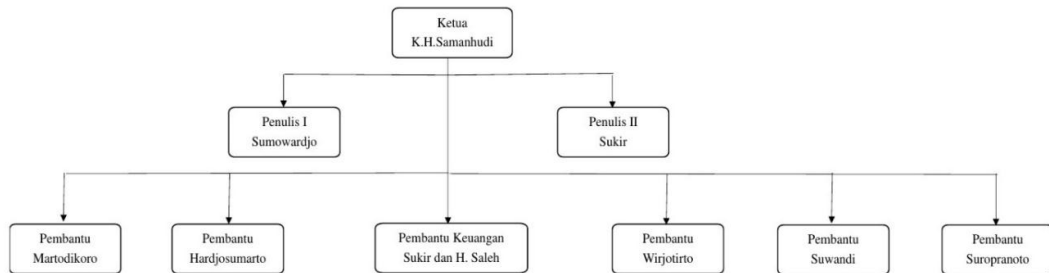 Ketua
K.H.Samanhudi
Penulis I
Sumowardjo
Penulis II
Sukir
Pembantu
Martodikoro
Pembantu
Hardjosumarto
Pembantu Keuangan
Sukir dan H. Saleh
Pembantu
Wirjotirto
Pembantu
Suwandi
Pembantu
Suropranoto